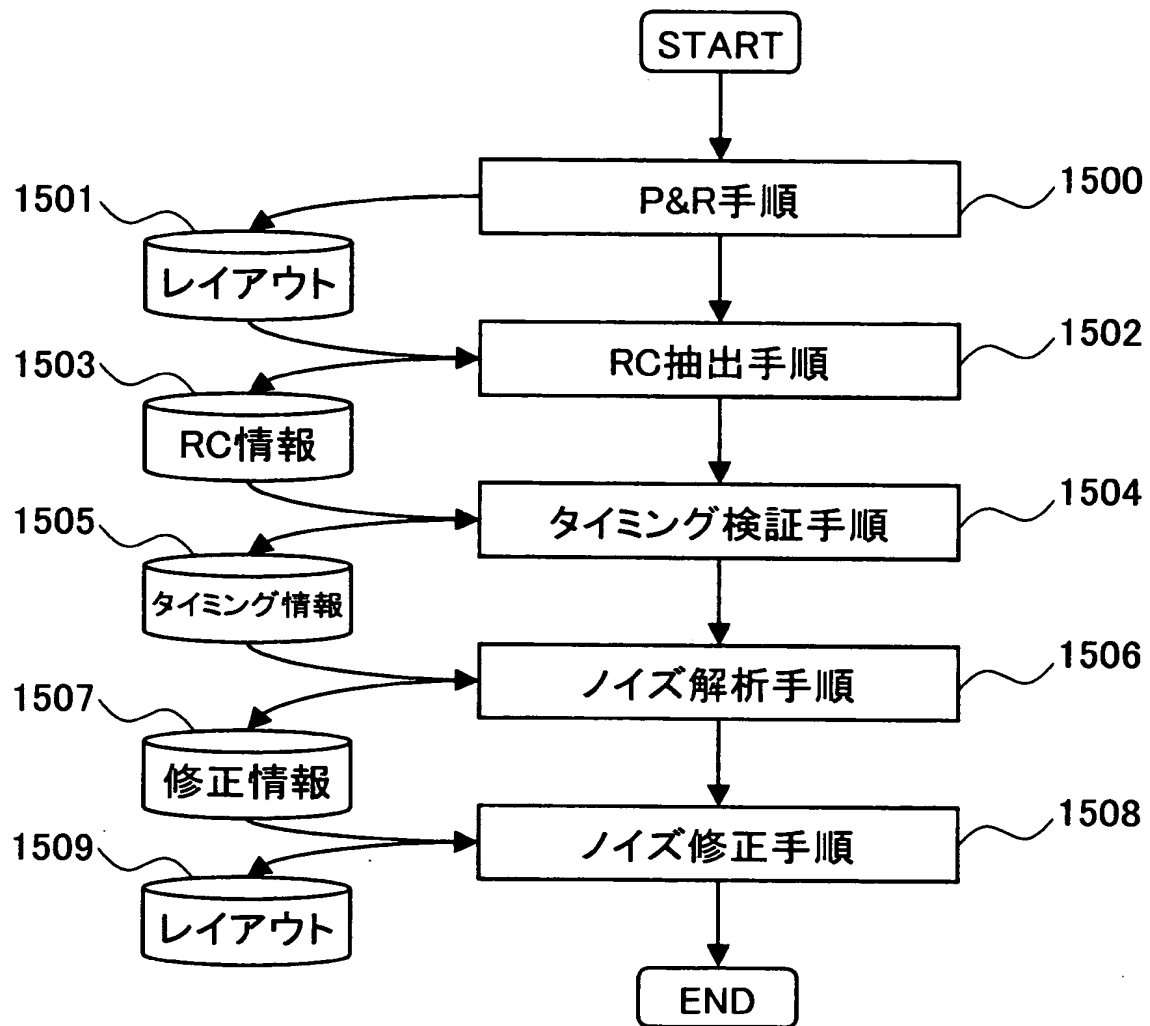 START
P&R手順
1500
1501
レイアウト
RC抽出手順
1502
1503
RC情報
タイミング検証手順
1504
1505
タイミング情報
ノイズ解析手順
1506
1507
修正情報
ノイズ修正手順
1508
1509
レイアウト
END